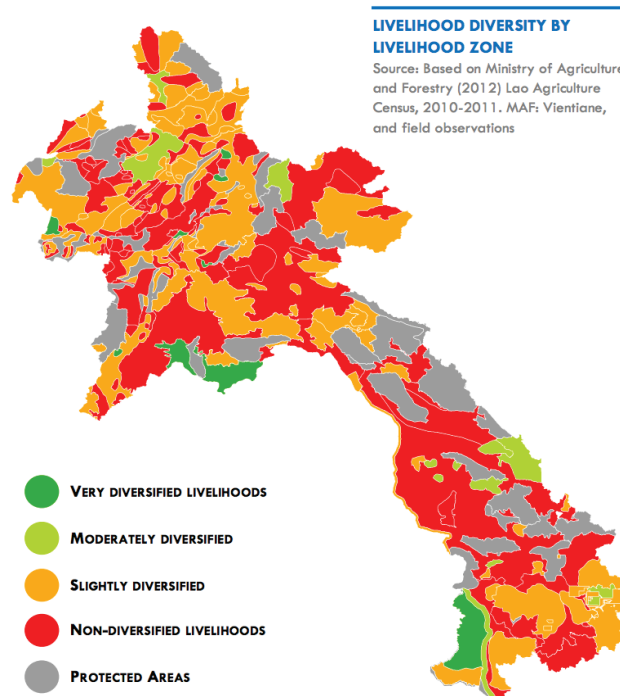 LIVELIHOOD DIVERSITY BY
LIVELIHOOD ZONE
Source: Based on Ministry of Agriculture
and Forestry (2012) Lao Agriculture
Census, 2010-2011. MAF: Vientiane,
and field observations
VERY DIVERSIFIED LIVELIHOODS
MODERATELY DIVERSIFIED
SLIGHTLY DIVERSIFIED
NON-DIVERSIFIED LIVELIHOODS
PROTECTED AREAS